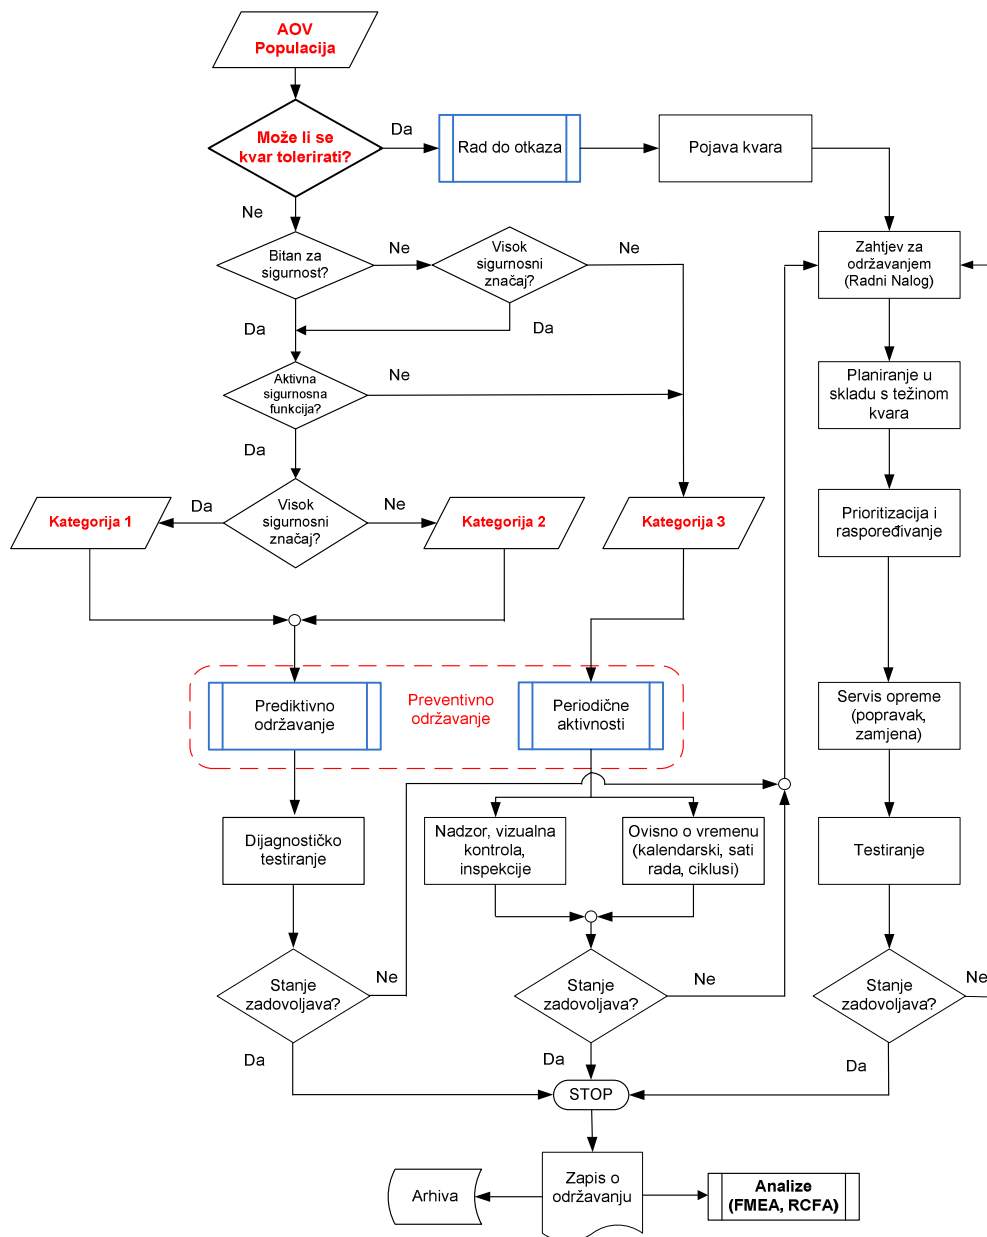 AOV
Populacija
Može li se
kvar tolerirati?
Da
Rad do otkaza
Pojava kvara
Ne
Bitan za
sigurnost?
Ne
Visok
sigurnosni
značaj?
Ne
Zahtjev za
održavanjem
(Radni Nalog)
Da
Da
Aktivna
sigurnosna
funkcija?
Ne
Planiranje u
skladu s težinom
kvara
Da
Kategorija 1
Da
Visok
sigurnosni
značaj?
Ne
Kategorija 2
Kategorija 3
Prioritizacija i
raspoređivanje
Prediktivno
održavanje
Preventivno
održavanje
Periodične
aktivnosti
Servis opreme
(popravak,
zamjena)
Dijagnostičko
testiranje
Nadzor, vizualna
kontrola,
inspekcije
Ovisno o vremenu
(kalendarski, sati
rada, ciklusi)
Testiranje
Stanje
zadovoljava?
Ne
Stanje
zadovoljava?
Ne
Stanje
zadovoljava?
Ne
Da
Da
Da
STOP
Arhiva
Zapis o
održavanju
Analize
(FMEA, RCFA)